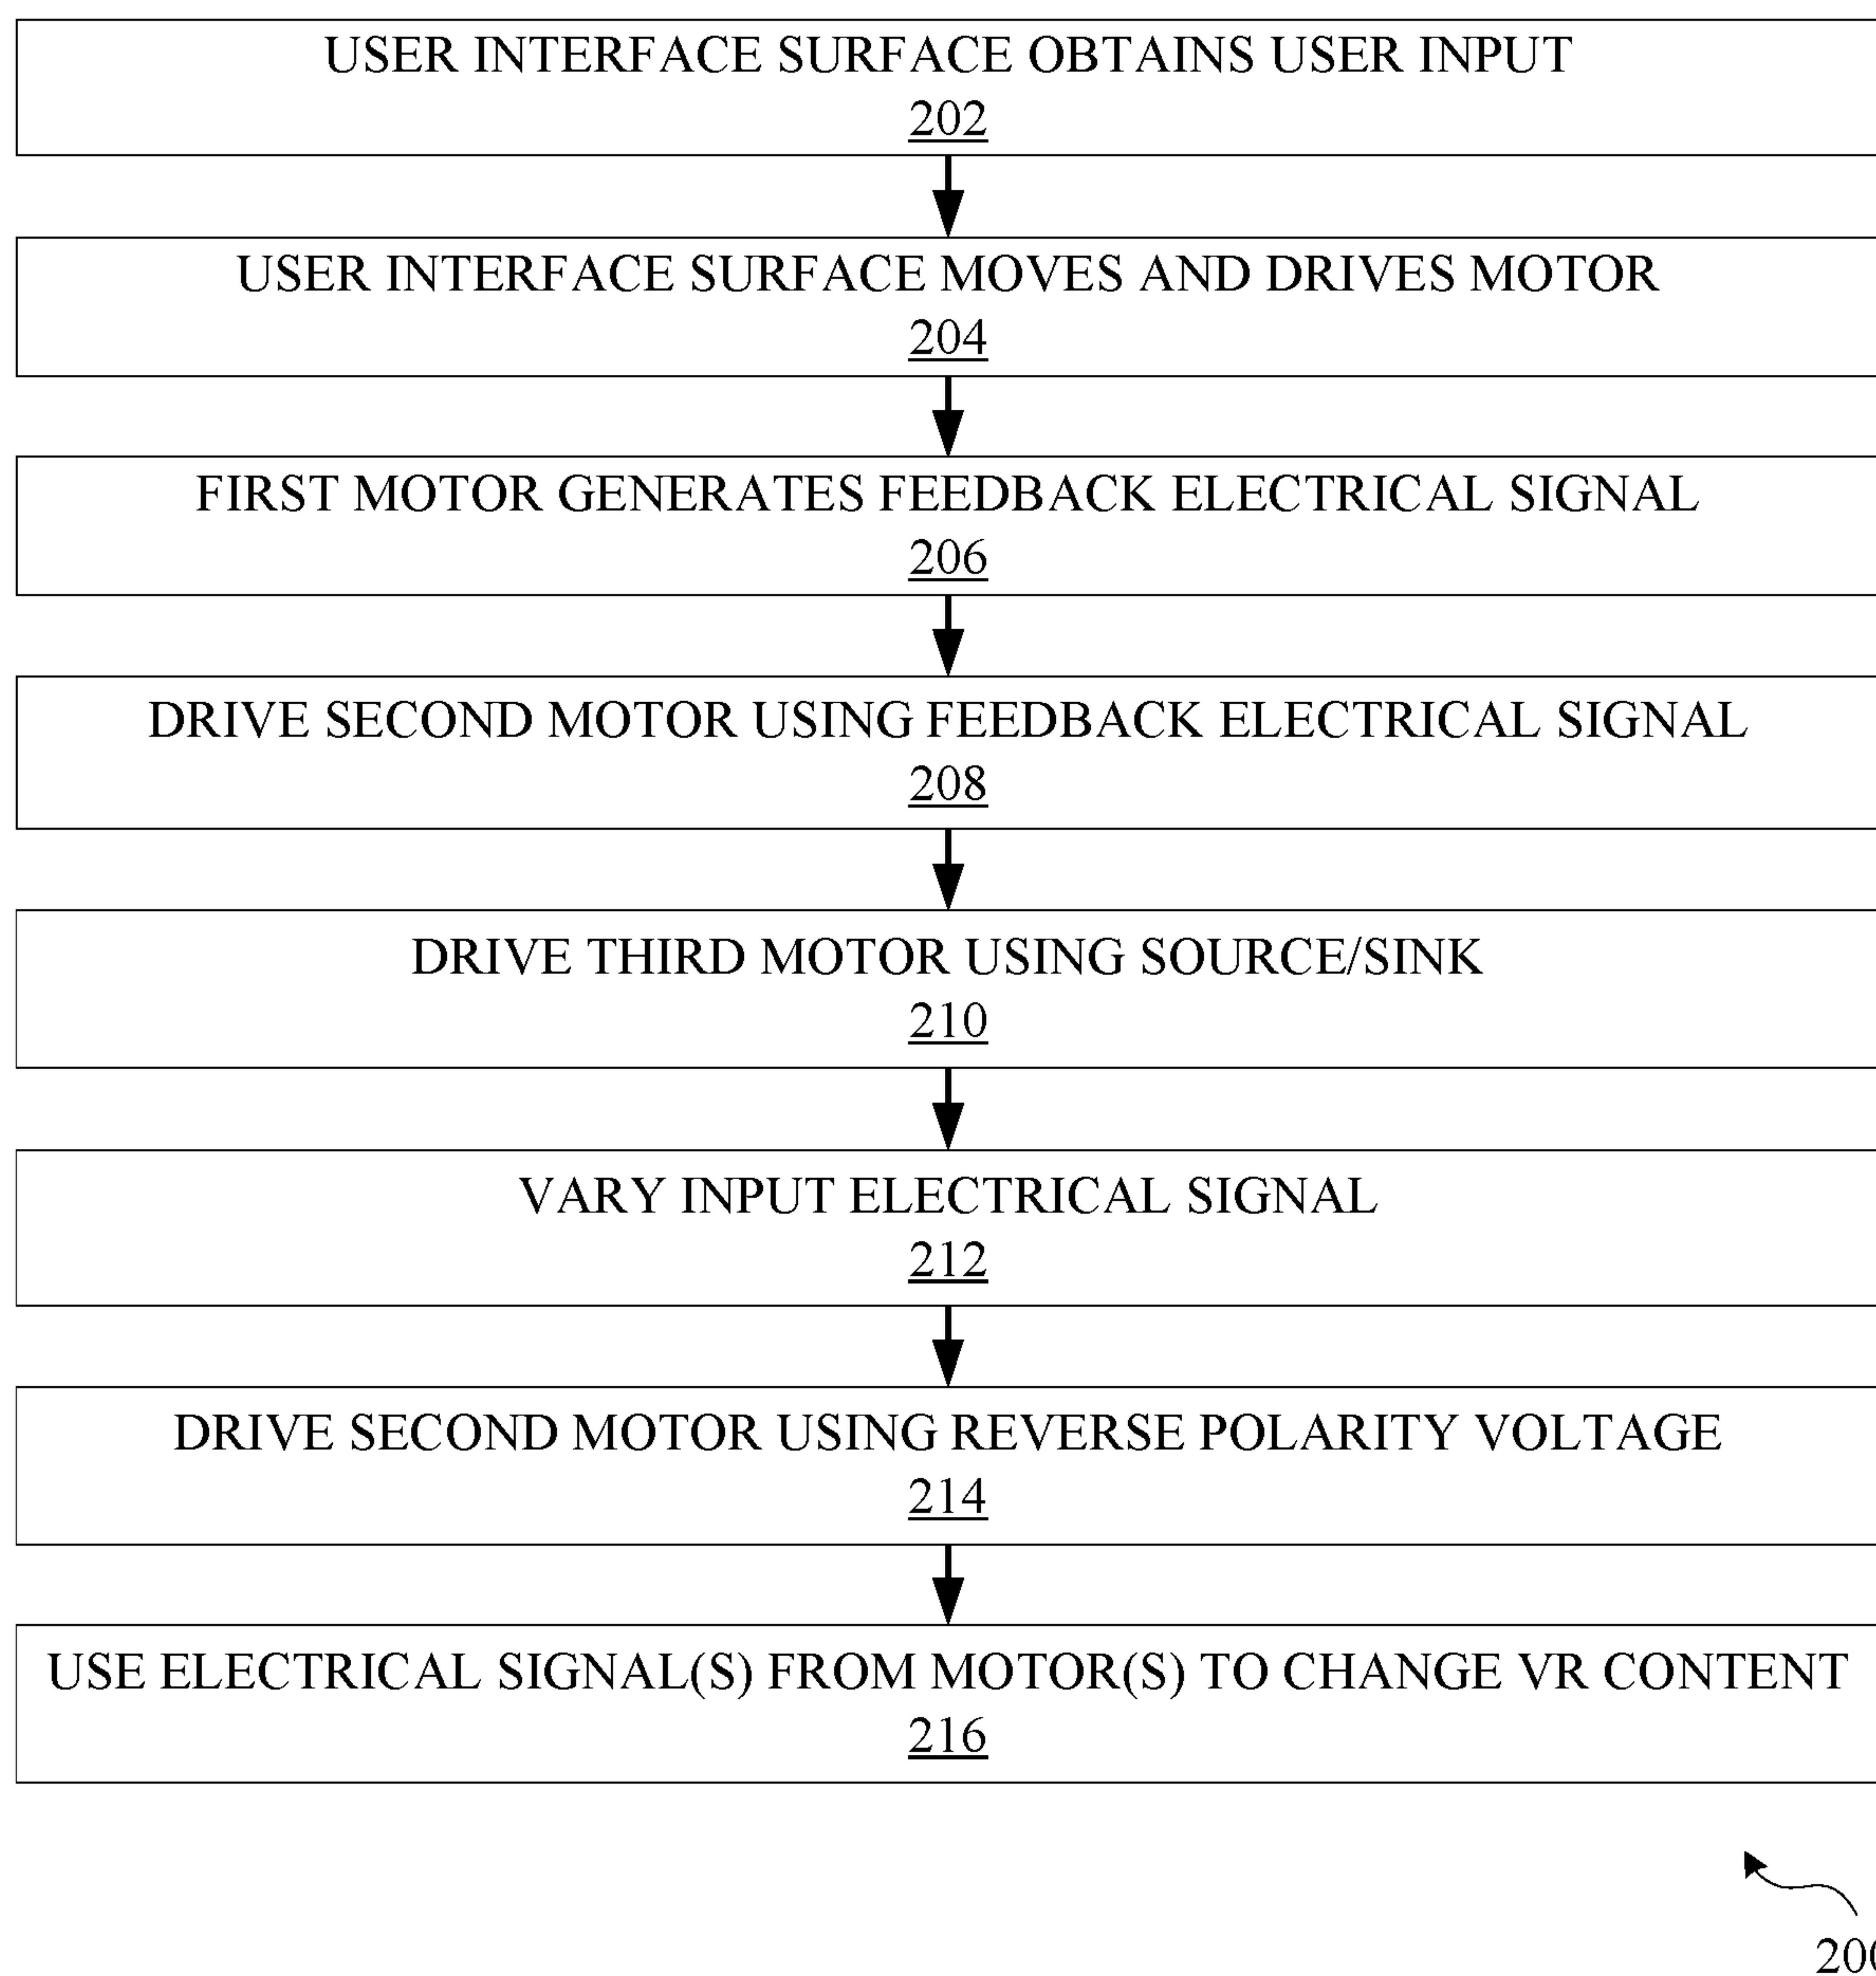 USER INTERFACE SURFACE OBTAINS USER INPUT
202
USER INTERFACE SURFACE MOVES AND DRIVES MOTOR
204
FIRST MOTOR GENERATES FEEDBACK ELECTRICAL SIGNAL
206
DRIVE SECOND MOTOR USING FEEDBACK ELECTRICAL SIGNAL
208
DRIVE THIRD MOTOR USING SOURCE/SINK
210
VARY INPUT ELECTRICAL SIGNAL
212
DRIVE SECOND MOTOR USING REVERSE POLARITY VOLTAGE
214
USE ELECTRICAL SIGNAL(S) FROM MOTOR(S) TO CHANGE VR CONTENT
216
200